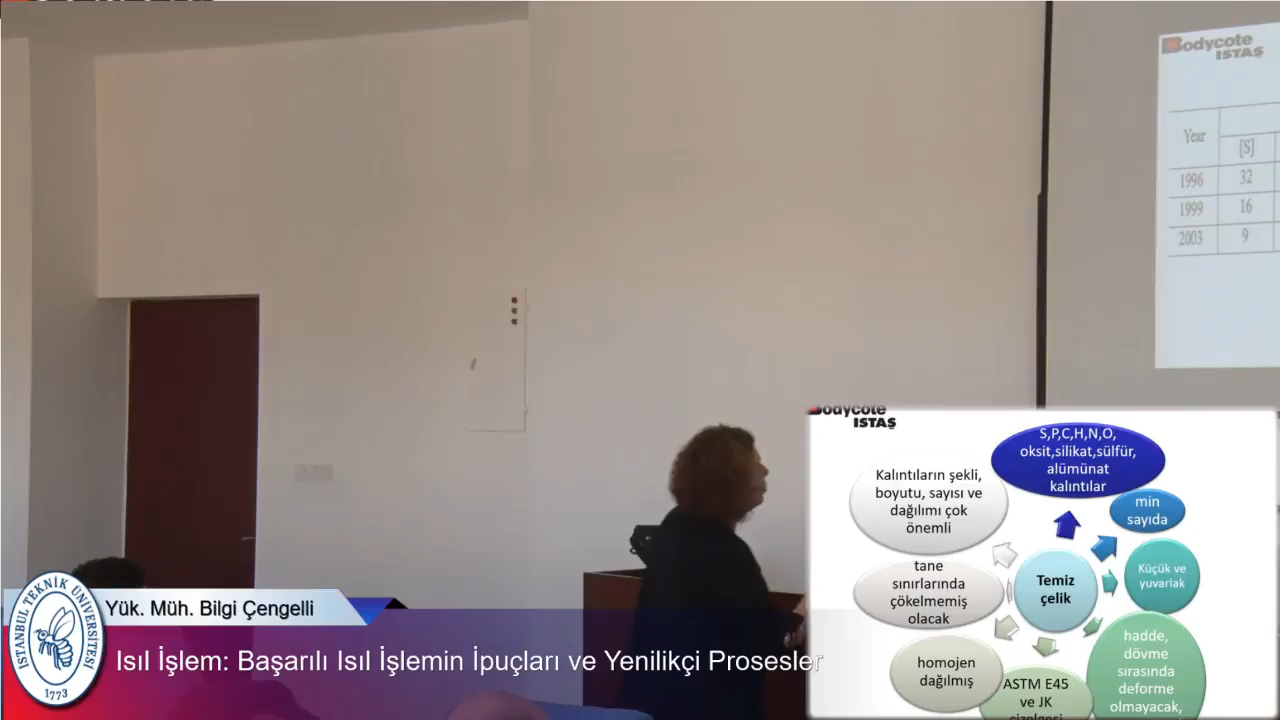 Bodycote
ISTAŞ
Year
[S]
1996 32
1999 16
2003 9
Bodycote
ISTAŞ
S,P,C,H,N,O,
oksit,silikat,sülfür,
alümünat
kalıntılar
Kalıntıların şekli,
boyutu, sayısı ve
dağılımı çok
önemli
min
sayıda
Küçük ve
yuvarlak
Temiz
çelik
tane
sınırlarında
çökelmemiş
olacak
hadde,
dövme
sırasında
deforme
olmayacak,
homojen
dağılmış
ASTM E45
ve JK
çizelgesi
İSTANBUL TEKNİK ÜNİVERSİTESİ
1773
Yük. Müh. Bilgi Çengelli
Isıl İşlem: Başarılı Isıl İşlemin İpuçları ve Yenilikçi Prosesler